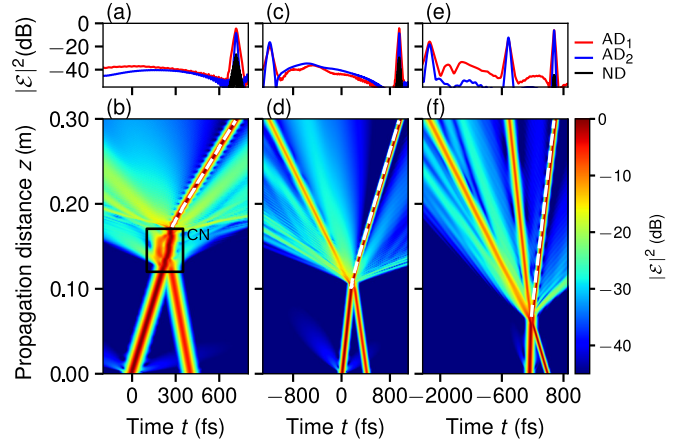 (a) (c) (e)
|ℰ|² (dB)
0
−20
−40
AD₁
AD₂
ND
(b) (d) (f)
Propagation distance z (m)
0.30
0.20
0.10
0.00
CN
0 300 600
−800 0 800
−2000 −800 800
Time t (fs) Time t (fs) Time t (fs)
0
−10
−20
−30
−40
|ℰ|² (dB)